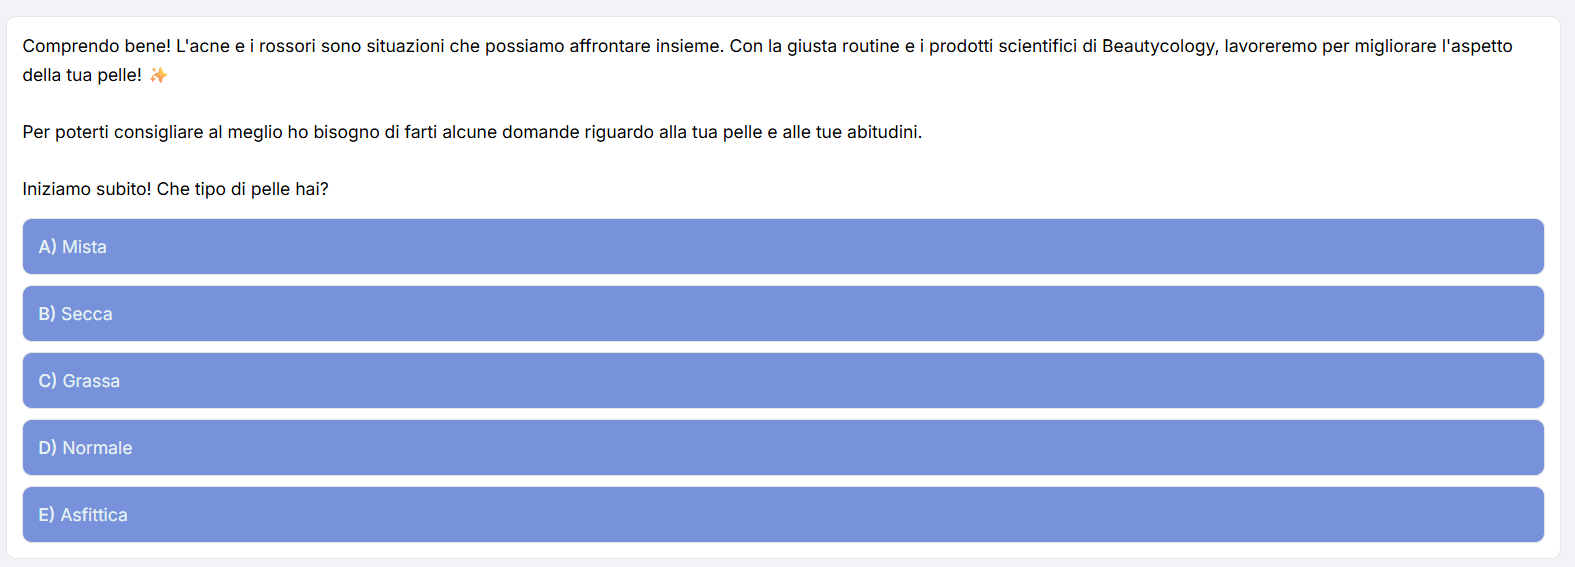 Comprendo bene! L'acne e i rossori sono situazioni che possiamo affrontare insieme. Con la giusta routine e i prodotti scientifici di Beautycology, lavoreremo per migliorare l'aspetto
della tua pelle! ✨
Per poterti consigliare al meglio ho bisogno di farti alcune domande riguardo alla tua pelle e alle tue abitudini.
Iniziamo subito! Che tipo di pelle hai?
A) Mista
B) Secca
C) Grassa
D) Normale
E) Asfittica